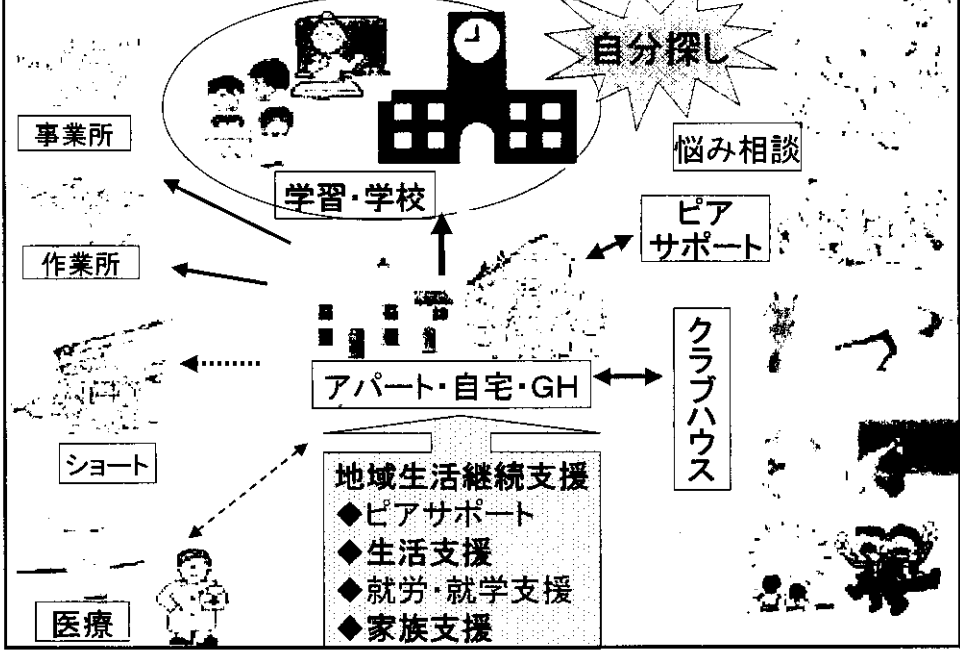 自分探し
事業所
悩み相談
学習・学校
ピア
サポート
作業所
クラブハウス
アパート・自宅・GH
ショート
地域生活継続支援
◆ピアサポート
◆生活支援
◆就労・就学支援
◆家族支援
医療